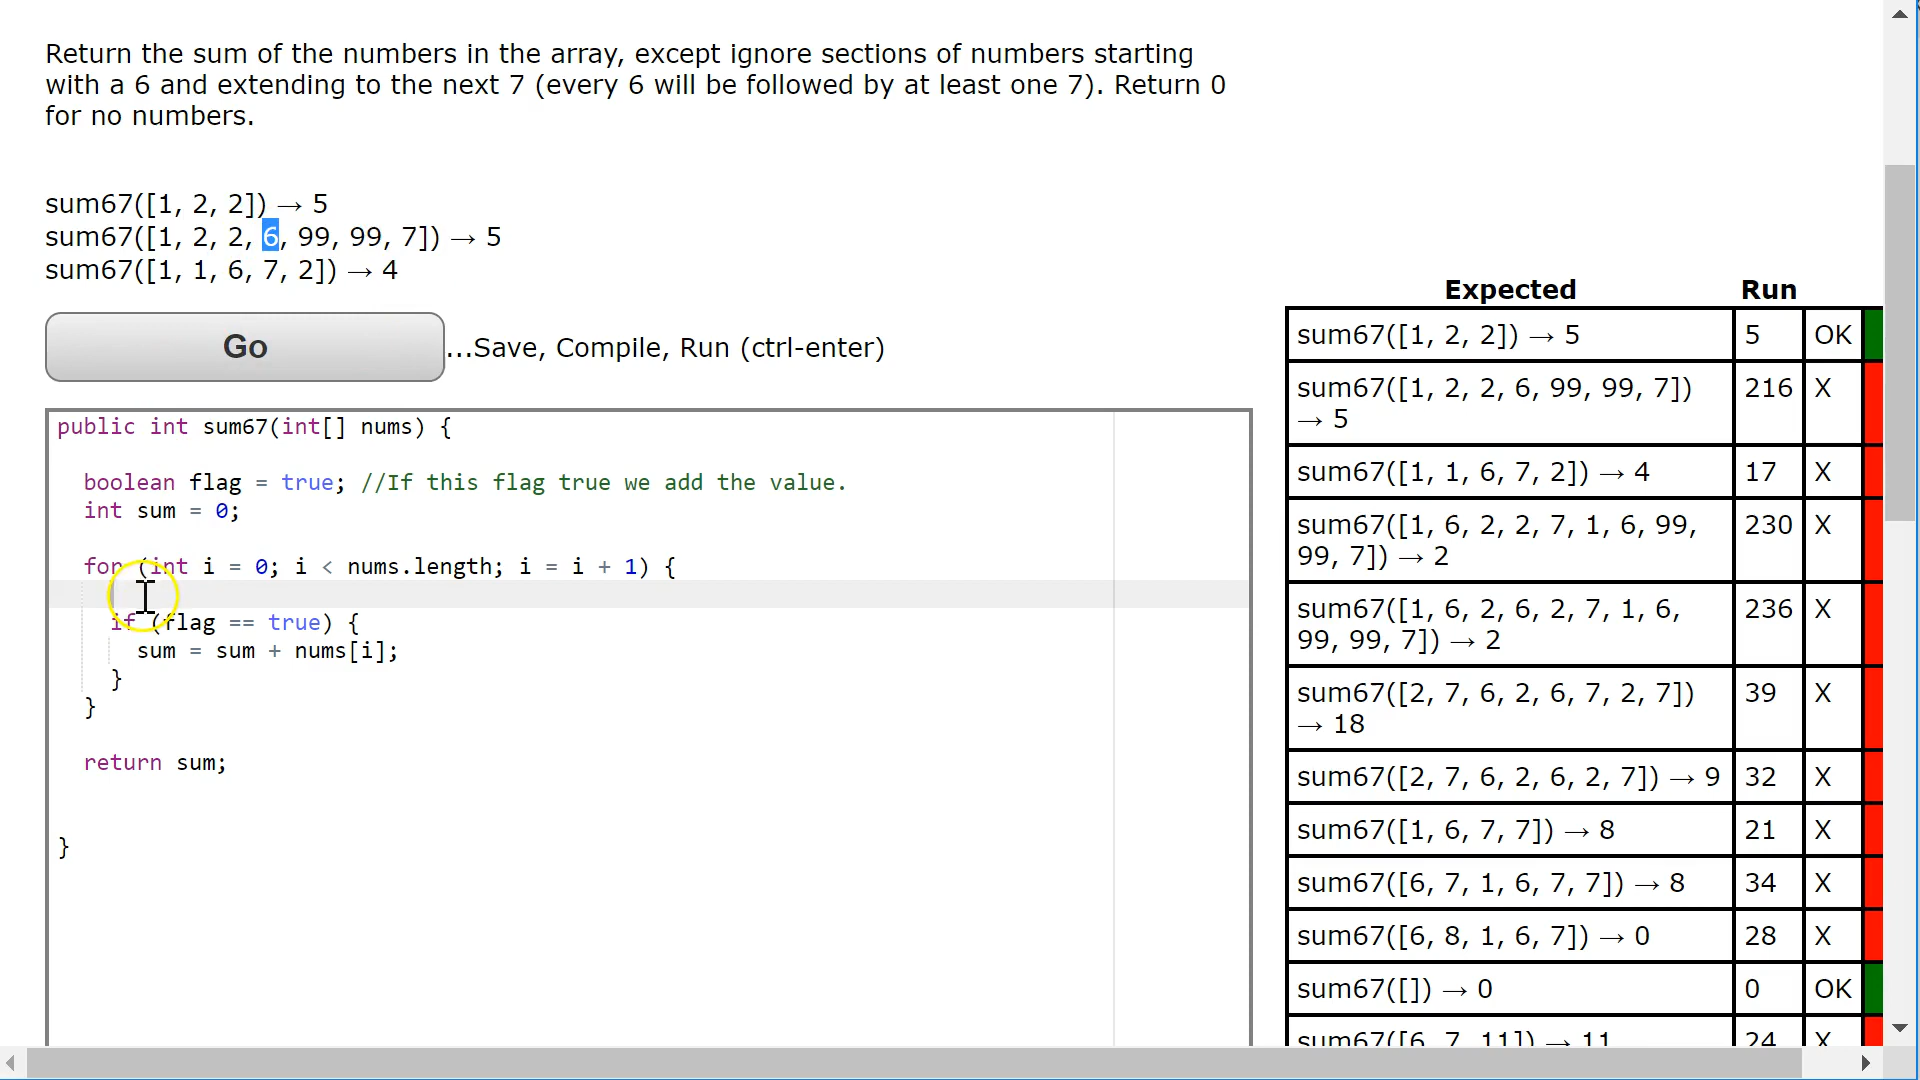 Return the sum of the numbers in the array, except ignore sections of numbers starting
with a 6 and extending to the next 7 (every 6 will be followed by at least one 7). Return 0
for no numbers.
sum67([1, 2, 2]) → 5
sum67([1, 2, 2, 6, 99, 99, 7]) → 5
sum67([1, 1, 6, 7, 2]) → 4
Go ...Save, Compile, Run (ctrl-enter)
public int sum67(int[] nums) {
boolean flag = true; //If this flag true we add the value.
int sum = 0;
for (int i = 0; i < nums.length; i = i + 1) {
if (flag == true) {
sum = sum + nums[i];
}
}
return sum;
}
Expected Run
sum67([1, 2, 2]) → 5 5 OK
sum67([1, 2, 2, 6, 99, 99, 7]) 216 X
→ 5
sum67([1, 1, 6, 7, 2]) → 4 17 X
sum67([1, 6, 2, 2, 7, 1, 6, 99, 230 X
99, 7]) → 2
sum67([1, 6, 2, 6, 2, 7, 1, 6, 236 X
99, 99, 7]) → 2
sum67([2, 7, 6, 2, 6, 7, 2, 7]) 39 X
→ 18
sum67([2, 7, 6, 2, 6, 2, 7]) → 9 32 X
sum67([1, 6, 7, 7]) → 8 21 X
sum67([6, 7, 1, 6, 7, 7]) → 8 34 X
sum67([6, 8, 1, 6, 7]) → 0 28 X
sum67([]) → 0 0 OK
sum67([6, 7, 11]) → 11 24 X